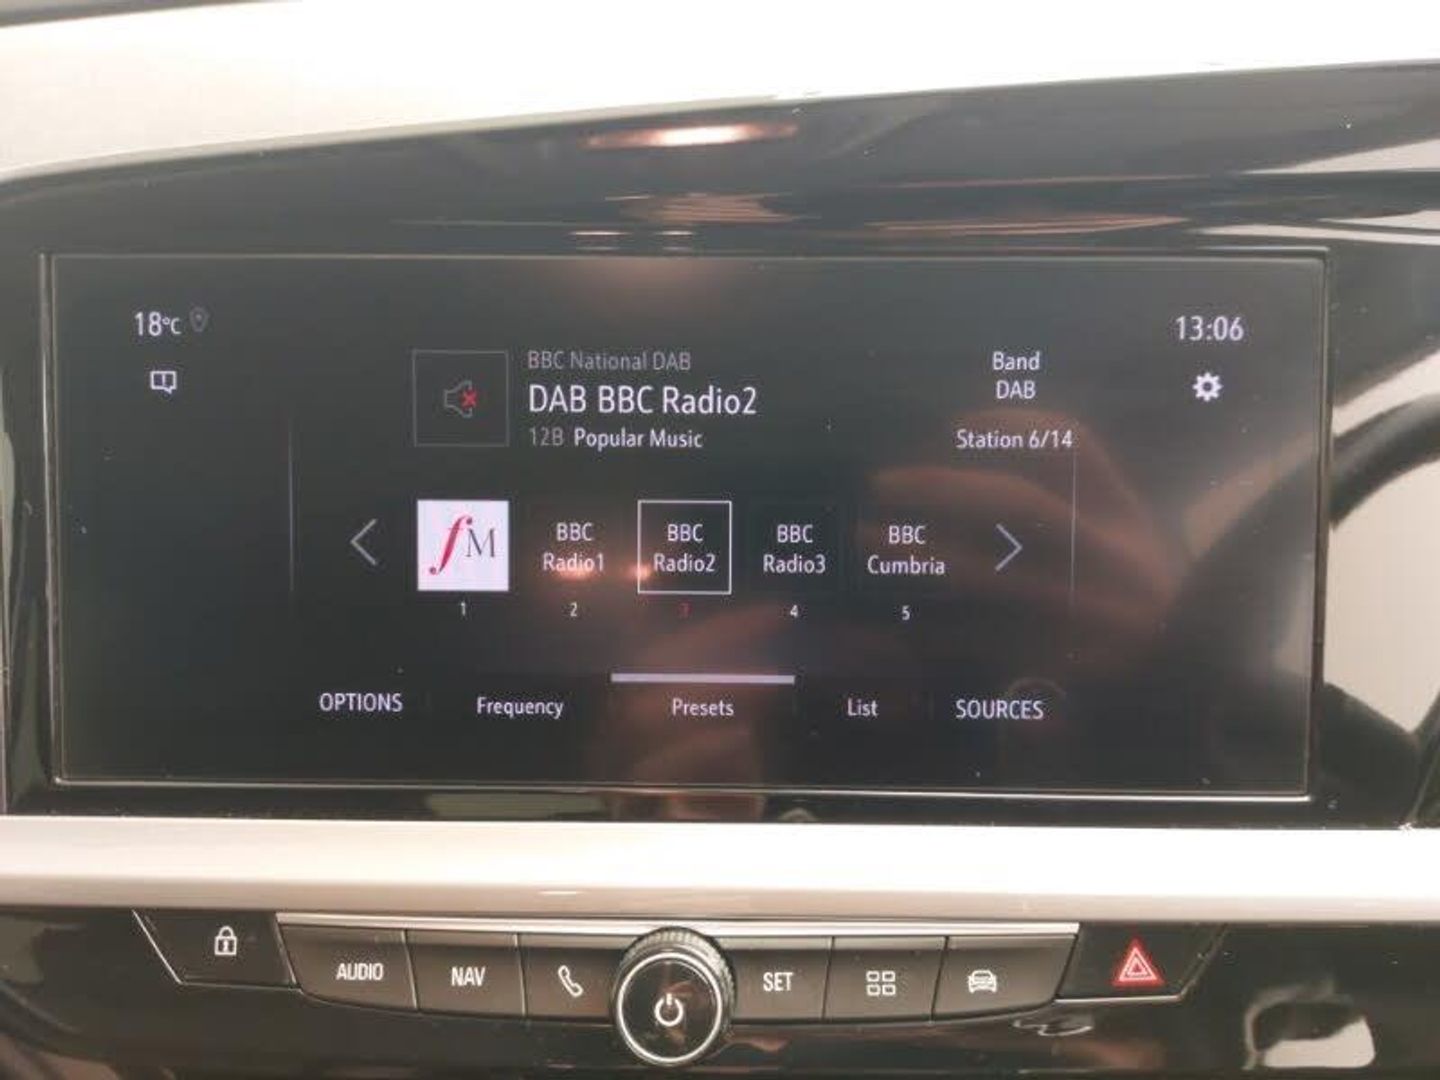 18°C
13:06
BBC National DAB
DAB BBC Radio2
12B Popular Music
Band
DAB
Station 6/14
fM
BBC
Radio1
BBC
Radio2
BBC
Radio3
BBC
Cumbria
1
2
3
4
5
OPTIONS
Frequency
Presets
List
SOURCES
AUDIO
NAV
SET